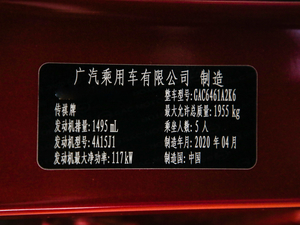 广汽乘用车有限公司 制造
整车型号: GAC6461A2K6
传祺牌 最大允许总质量: 1955 kg
发动机排量: 1495 mL 乘坐人数: 5 人
发动机型号: 4A15J1 制造年月: 2020 年 04 月
发动机最大净功率: 117 kW 制造国: 中国